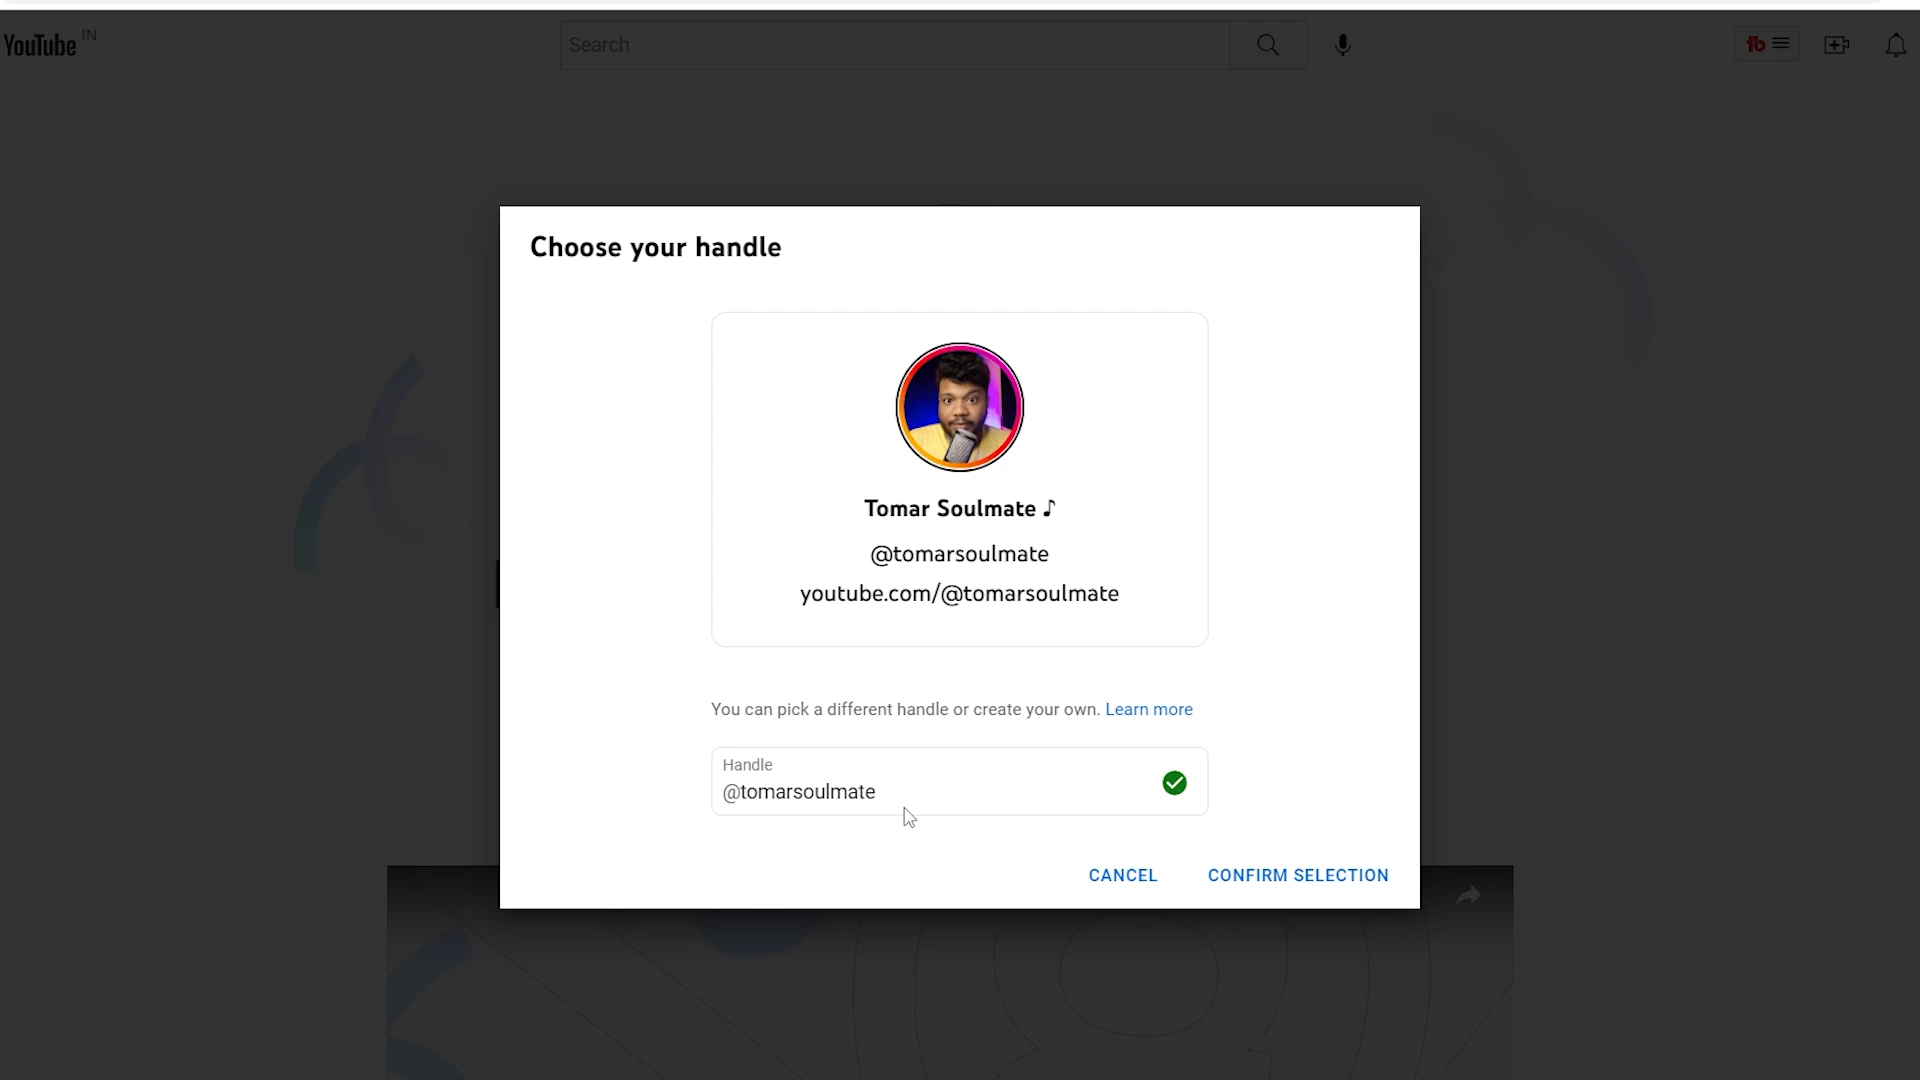 YouTube IN
Search
Choose your handle
Tomar Soulmate ♪
@tomarsoulmate
youtube.com/@tomarsoulmate
You can pick a different handle or create your own. Learn more
Handle
@tomarsoulmate
CANCEL
CONFIRM SELECTION